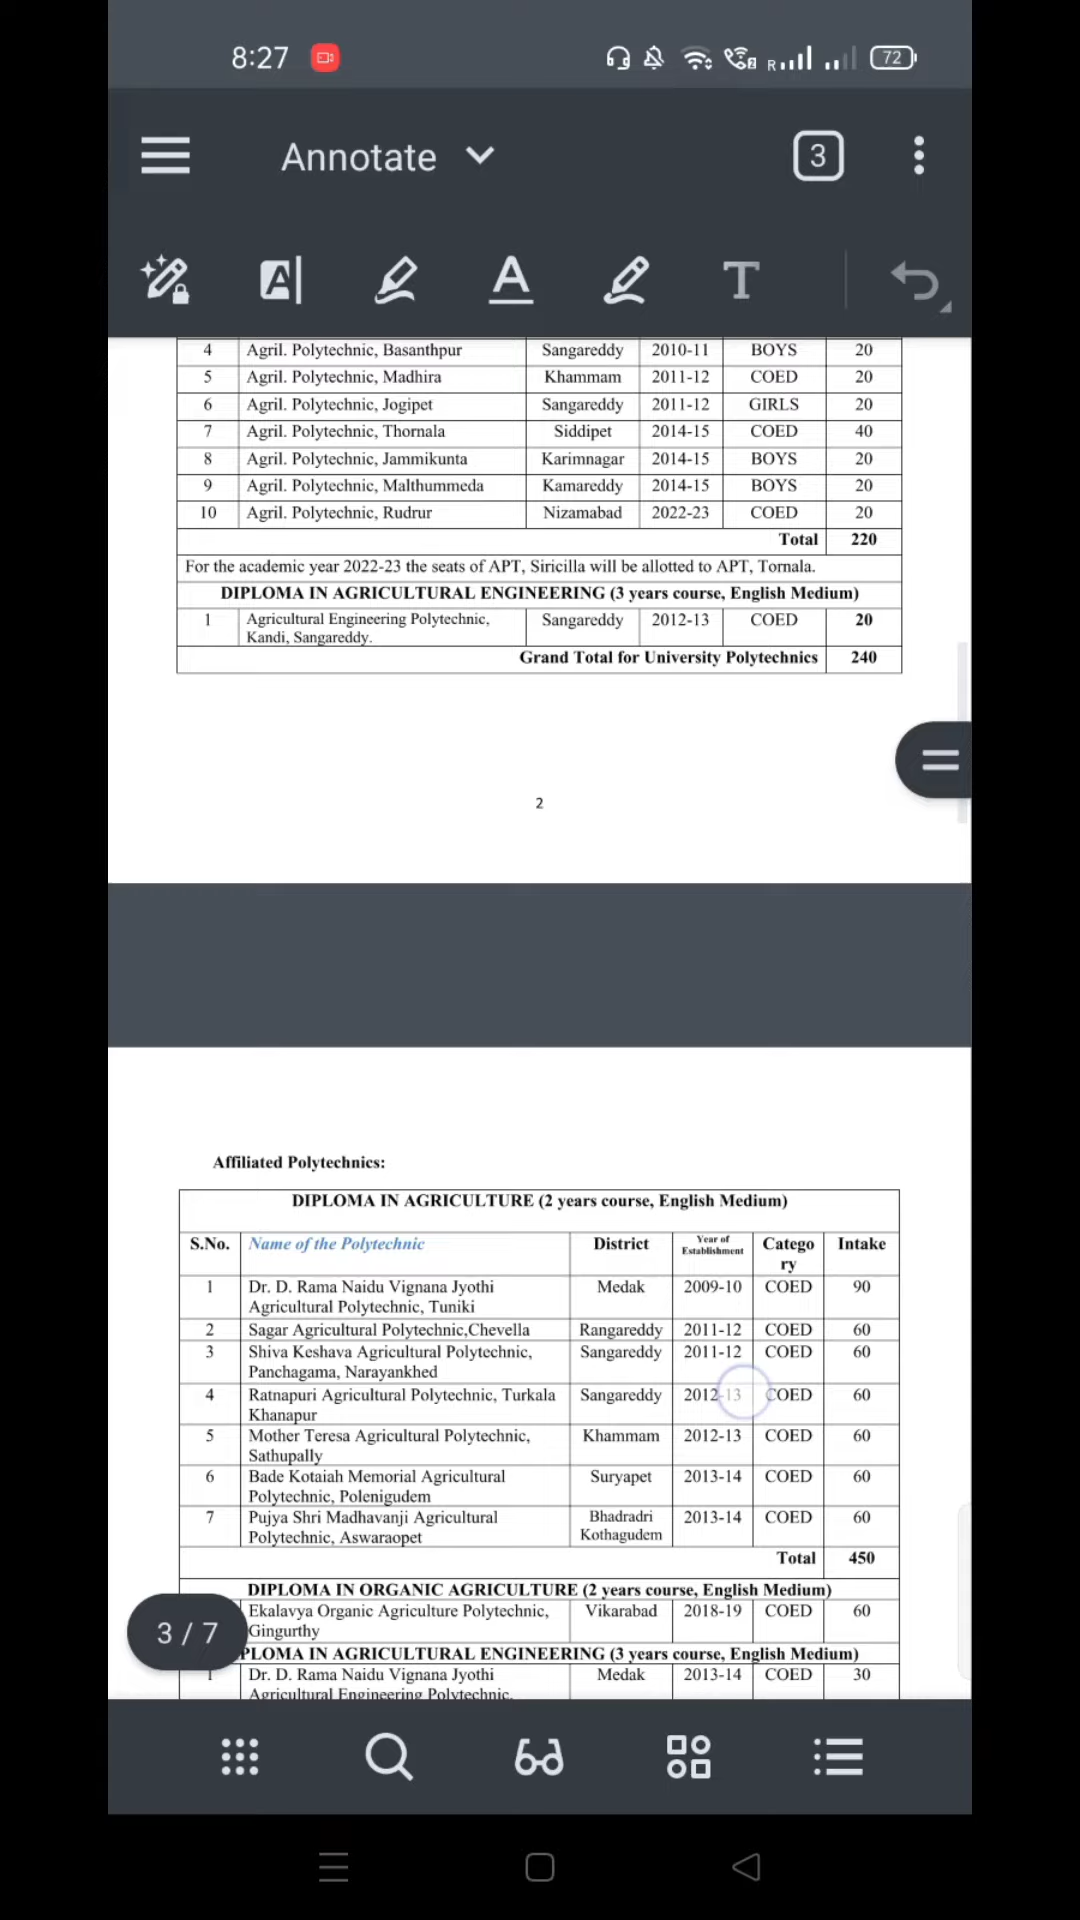 8:27
R
72
Annotate
3
A
A
T
4 Agril. Polytechnic, Basanthpur Sangareddy 2010-11 BOYS 20
5 Agril. Polytechnic, Madhira Khammam 2011-12 COED 20
6 Agril. Polytechnic, Jogipet Sangareddy 2011-12 GIRLS 20
7 Agril. Polytechnic, Thornala Siddipet 2014-15 COED 40
8 Agril. Polytechnic, Jammikunta Karimnagar 2014-15 BOYS 20
9 Agril. Polytechnic, Malthummeda Kamareddy 2014-15 BOYS 20
10 Agril. Polytechnic, Rudrur Nizamabad 2022-23 COED 20
Total 220
For the academic year 2022-23 the seats of APT, Siricilla will be allotted to APT, Tornala.
DIPLOMA IN AGRICULTURAL ENGINEERING (3 years course, English Medium)
1 Agricultural Engineering Polytechnic, Sangareddy 2012-13 COED 20
Kandi, Sangareddy.
Grand Total for University Polytechnics 240
2
Affiliated Polytechnics:
DIPLOMA IN AGRICULTURE (2 years course, English Medium)
S.No. Name of the Polytechnic District Year of Catego Intake
Establishment ry
1 Dr. D. Rama Naidu Vignana Jyothi Medak 2009-10 COED 90
Agricultural Polytechnic, Tuniki
2 Sagar Agricultural Polytechnic,Chevella Rangareddy 2011-12 COED 60
3 Shiva Keshava Agricultural Polytechnic, Sangareddy 2011-12 COED 60
Panchagama, Narayankhed
4 Ratnapuri Agricultural Polytechnic, Turkala Sangareddy 2012-13 COED 60
Khanapur
5 Mother Teresa Agricultural Polytechnic, Khammam 2012-13 COED 60
Sathupally
6 Bade Kotaiah Memorial Agricultural Suryapet 2013-14 COED 60
Polytechnic, Polenigudem
7 Pujya Shri Madhavanji Agricultural Bhadradri 2013-14 COED 60
Polytechnic, Aswaraopet Kothagudem
Total 450
DIPLOMA IN ORGANIC AGRICULTURE (2 years course, English Medium)
Ekalavya Organic Agriculture Polytechnic, Vikarabad 2018-19 COED 60
Gingurthy
3 / 7
PLOMA IN AGRICULTURAL ENGINEERING (3 years course, English Medium)
1 Dr. D. Rama Naidu Vignana Jyothi Medak 2013-14 COED 30
Agricultural Engineering Polytechnic,